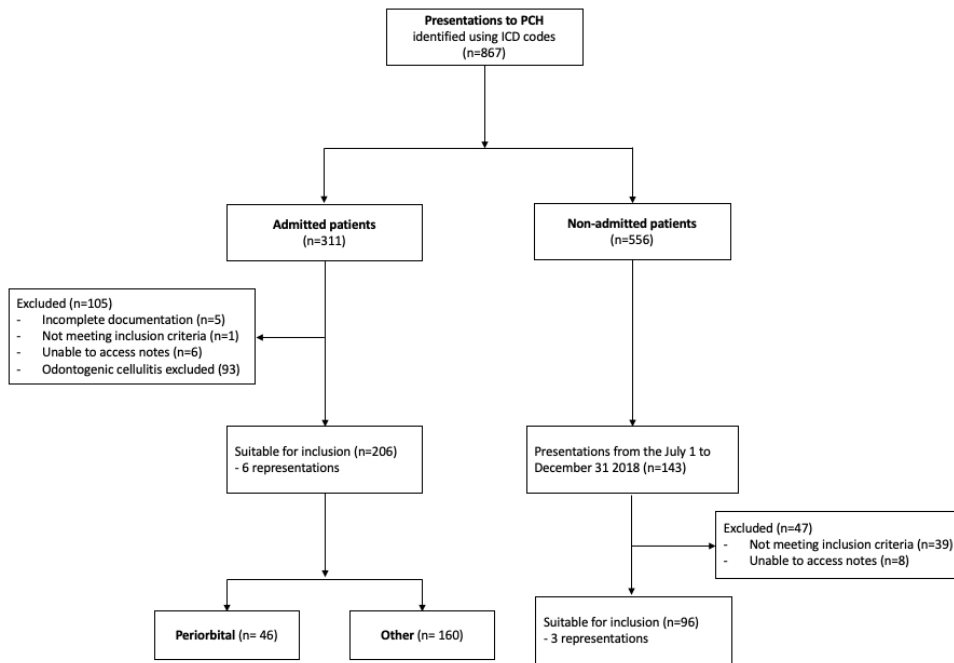 Presentations to PCH
identified using ICD codes
(n=867)
Admitted patients
(n=311)
Non-admitted patients
(n=556)
Excluded (n=105)
- Incomplete documentation (n=5)
- Not meeting inclusion criteria (n=1)
- Unable to access notes (n=6)
- Odontogenic cellulitis excluded (93)
Suitable for inclusion (n=206)
- 6 representations
Presentations from the July 1 to
December 31 2018 (n=143)
Excluded (n=47)
- Not meeting inclusion criteria (n=39)
- Unable to access notes (n=8)
Periorbital (n= 46)
Other (n= 160)
Suitable for inclusion (n=96)
- 3 representations